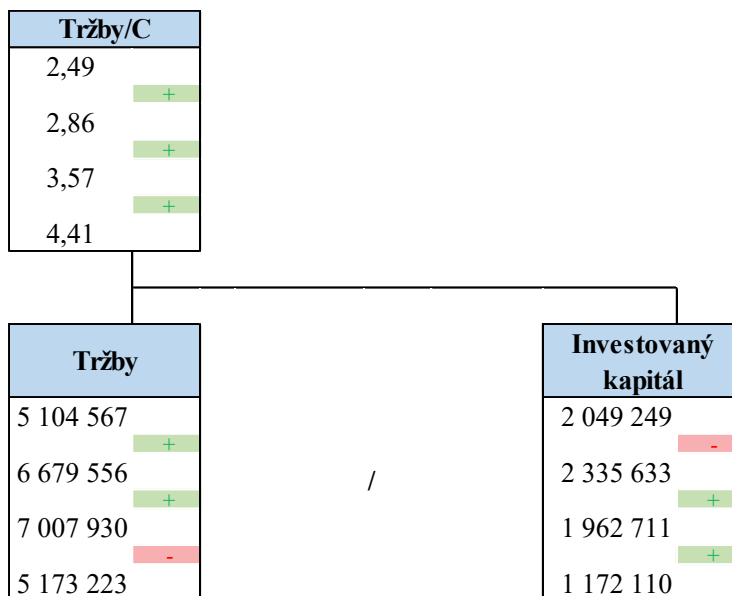 Tržby/C
2,49
+
2,86
+
3,57
+
4,41
Tržby
5 104 567
+
6 679 556
+
7 007 930
-
5 173 223
/
Investovaný
kapitál
2 049 249
-
2 335 633
+
1 962 711
+
1 172 110